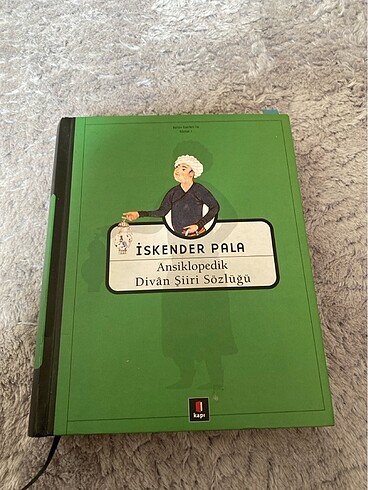 İSKENDER PALA
Ansiklopedik
Divân Şiiri Sözlüğü
kapı